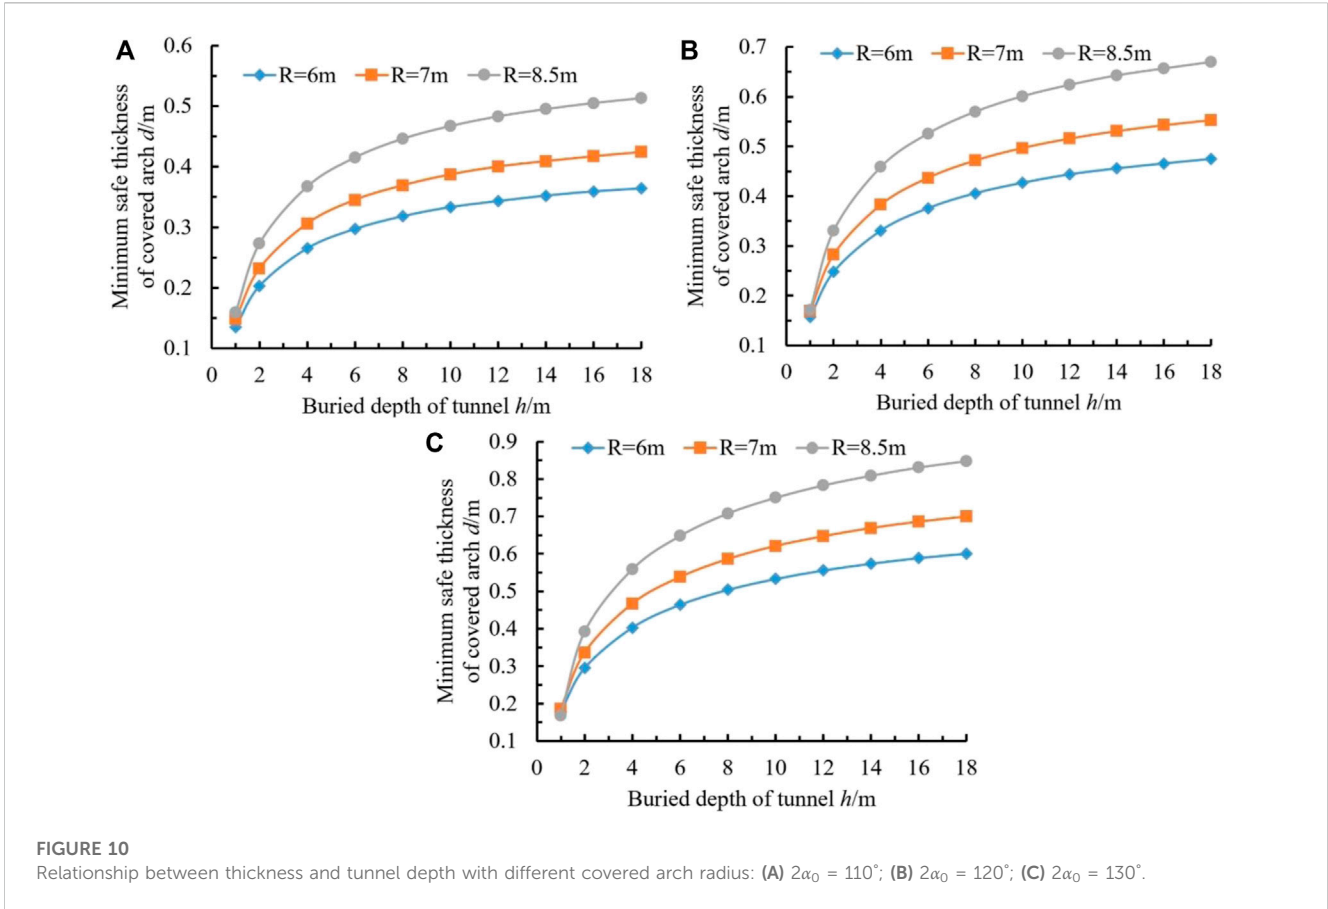 A
0.6
0.5
0.4
0.3
0.2
0.1
R=6m R=7m R=8.5m
Minimum safe thickness
of covered arch d/m
0 2 4 6 8 10 12 14 16 18
Buried depth of tunnel h/m
B
0.7
0.6
0.5
0.4
0.3
0.2
0.1
R=6m R=7m R=8.5m
Minimum safe thickness
of covered arch d/m
0 2 4 6 8 10 12 14 16 18
Buried depth of tunnel h/m
C
0.9
0.8
0.7
0.6
0.5
0.4
0.3
0.2
0.1
R=6m R=7m R=8.5m
Minimum safe thickness
of covered arch d/m
0 2 4 6 8 10 12 14 16 18
Buried depth of tunnel h/m
FIGURE 10
Relationship between thickness and tunnel depth with different covered arch radius: (A) 2α₀ = 110°; (B) 2α₀ = 120°; (C) 2α₀ = 130°.